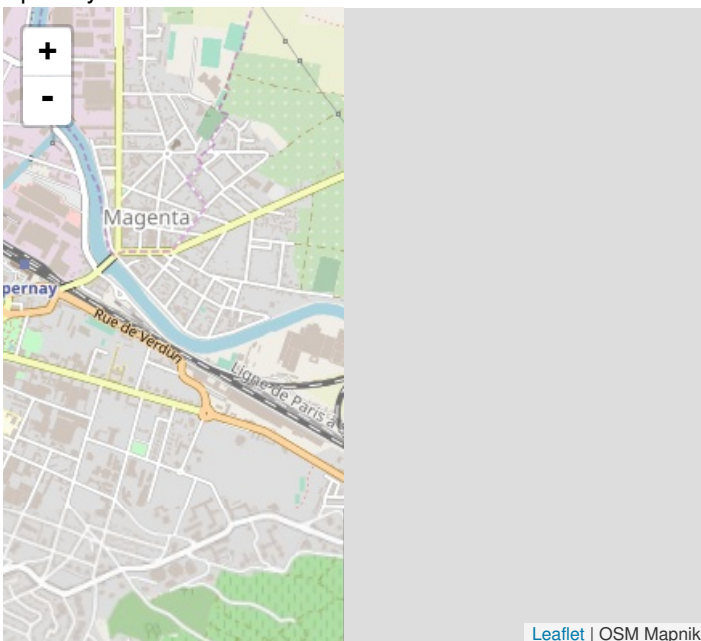 +
-
Magenta
pernay
Rue de Verdun
Ligne de Paris à
Leaflet | OSM Mapnik